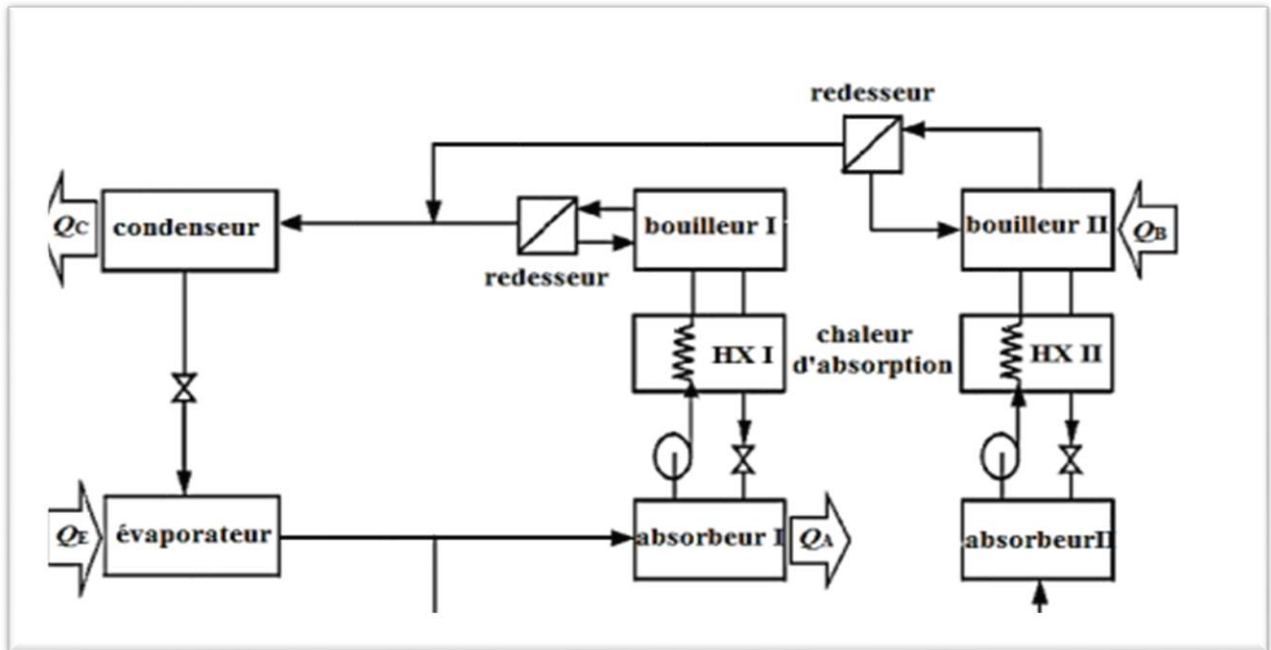 redesseur
QC
condenseur
redesseur
bouilleur I
bouilleur II
QB
HX I
chaleur
d'absorption
HX II
QE
évaporateur
absorbeur I
QA
absorbeurII